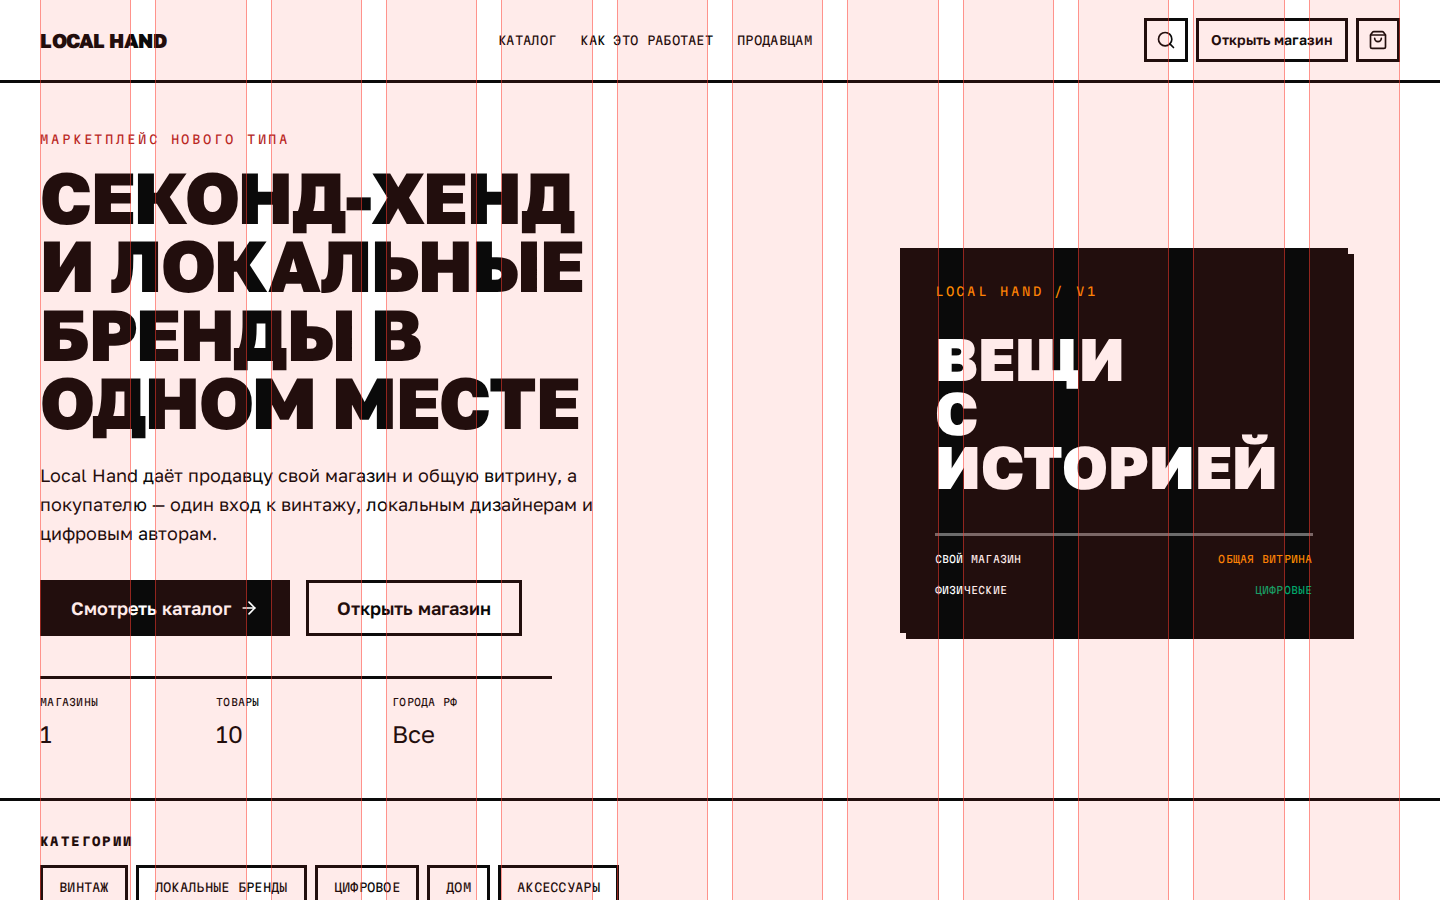 LOCAL HAND
КАТАЛОГ КАК ЭТО РАБОТАЕТ ПРОДАВЦАМ
Открыть магазин
МАРКЕТПЛЕЙС НОВОГО ТИПА
СЕКОНД-ХЕНД
И ЛОКАЛЬНЫЕ
БРЕНДЫ В
ОДНОМ МЕСТЕ
Local Hand даёт продавцу свой магазин и общую витрину, а
покупателю — один вход к винтажу, локальным дизайнерам и
цифровым авторам.
Смотреть каталог →
Открыть магазин
МАГАЗИНЫ ТОВАРЫ ГОРОДА РФ
1 10 Все
LOCAL HAND / V1
ВЕЩИ
С
ИСТОРИЕЙ
СВОЙ МАГАЗИН ОБЩАЯ ВИТРИНА
ФИЗИЧЕСКИЕ ЦИФРОВЫЕ
КАТЕГОРИИ
ВИНТАЖ ЛОКАЛЬНЫЕ БРЕНДЫ ЦИФРОВОЕ ДОМ АКСЕССУАРЫ